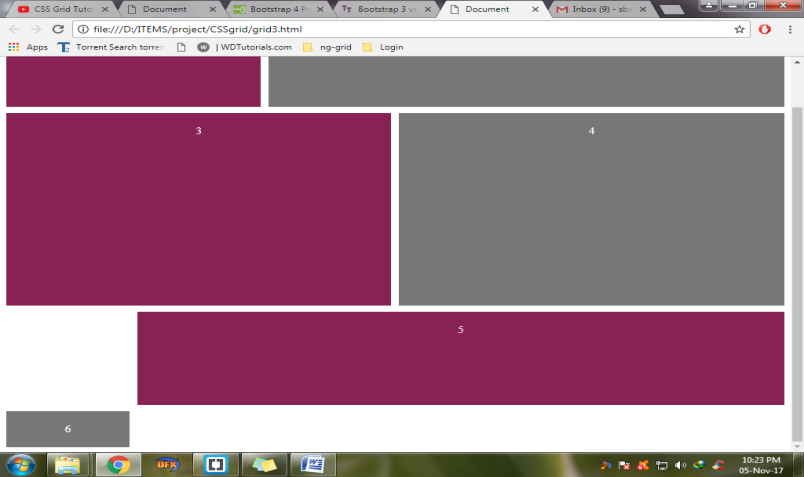 CSS Grid Tuto
Document
Bootstrap 4 P
Bootstrap 3 v
Document
Inbox (9) - sb
file:///D:/ITEMS/project/CSSgrid/grid3.html
Apps
Torrent Search torren
| WDTutorials.com
ng-grid
Login
3
4
5
6
DFX
10:23 PM
05-Nov-17